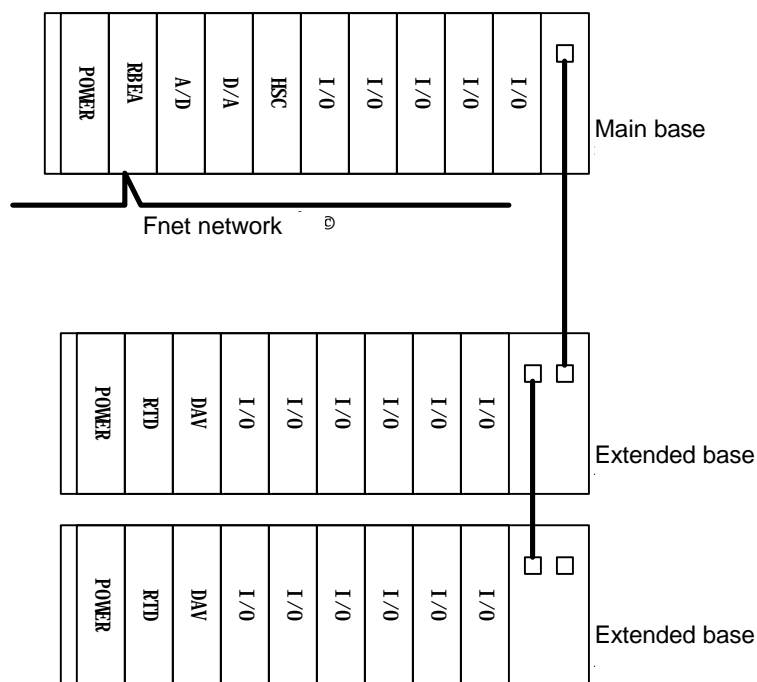 POWER
RBEA
A/D
D/A
HSC
I/O
I/O
I/O
I/O
I/O
Main base
Fnet network ©
POWER
RTD
DAV
I/O
I/O
I/O
I/O
I/O
I/O
Extended base
POWER
RTD
DAV
I/O
I/O
I/O
I/O
I/O
I/O
Extended base